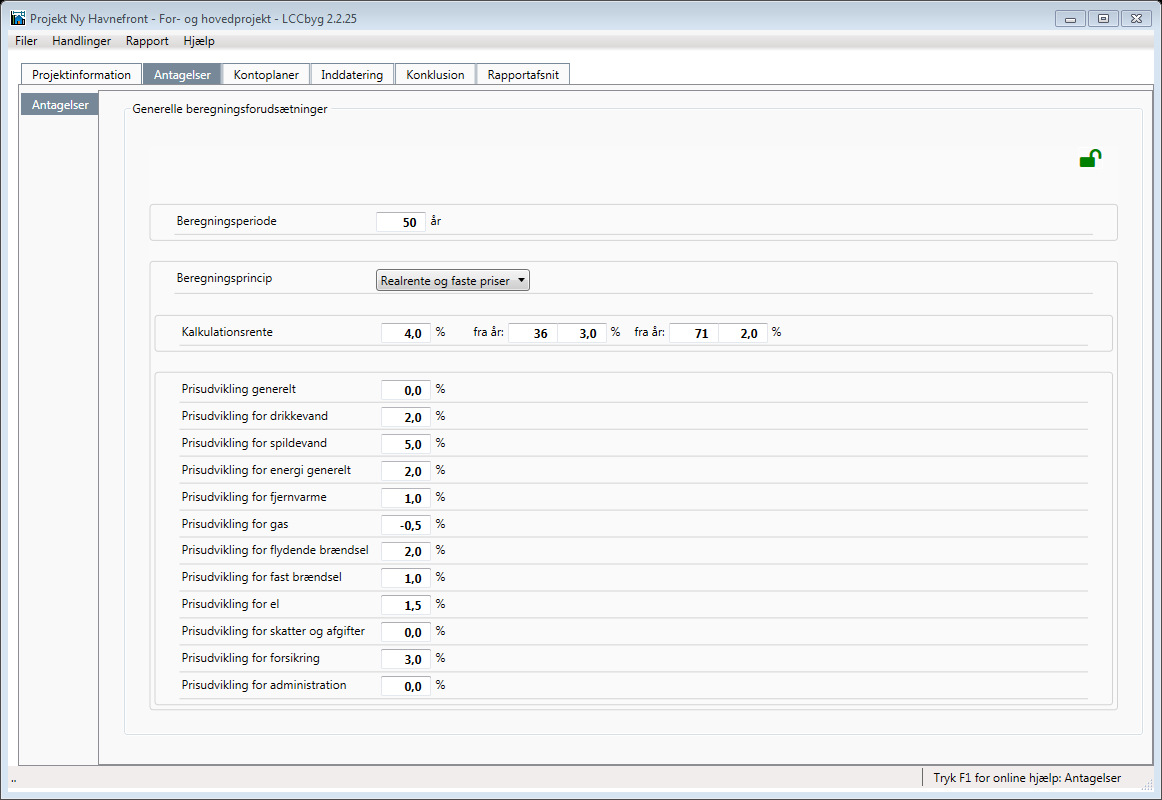 Projekt Ny Havnefront - For- og hovedprojekt - LCCbyg 2.2.25
Filer Handlinger Rapport Hjælp
Projektinformation Antagelser Kontoplaner Inddatering Konklusion Rapportafsnit
Antagelser
Generelle beregningsforudsætninger
Beregningsperiode 50 år
Beregningsprincip Realrente og faste priser
Kalkulationsrente 4,0 % fra år: 36 3,0 % fra år: 71 2,0 %
Prisudvikling generelt 0,0 %
Prisudvikling for drikkevand 2,0 %
Prisudvikling for spildevand 5,0 %
Prisudvikling for energi generelt 2,0 %
Prisudvikling for fjernvarme 1,0 %
Prisudvikling for gas -0,5 %
Prisudvikling for flydende brændsel 2,0 %
Prisudvikling for fast brændsel 1,0 %
Prisudvikling for el 1,5 %
Prisudvikling for skatter og afgifter 0,0 %
Prisudvikling for forsikring 3,0 %
Prisudvikling for administration 0,0 %
.. Tryk F1 for online hjælp: Antagelser